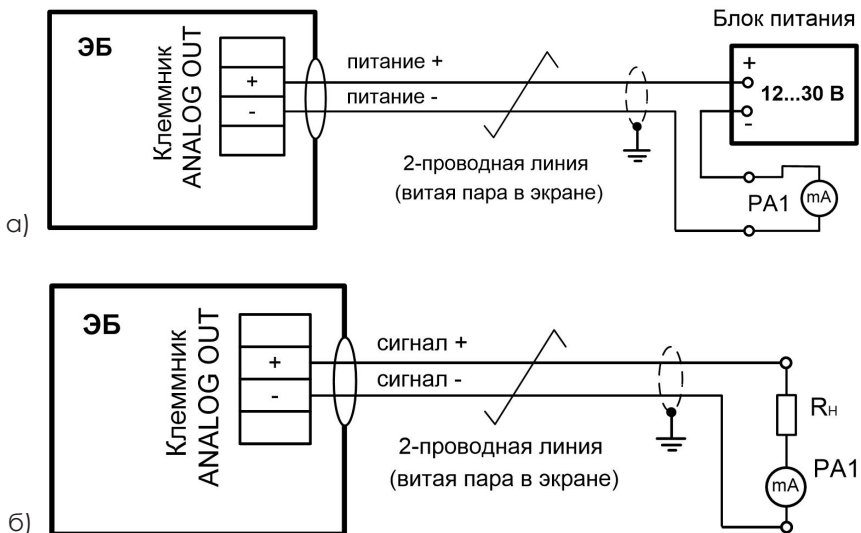 Блок питания
ЭБ
Клеммник
ANALOG OUT
+
-
питание +
питание -
2-проводная линия
(витая пара в экране)
+
12...30 В
-
PA1
mA
а)
ЭБ
Клеммник
ANALOG OUT
+
-
сигнал +
сигнал -
2-проводная линия
(витая пара в экране)
Rн
PA1
mA
б)